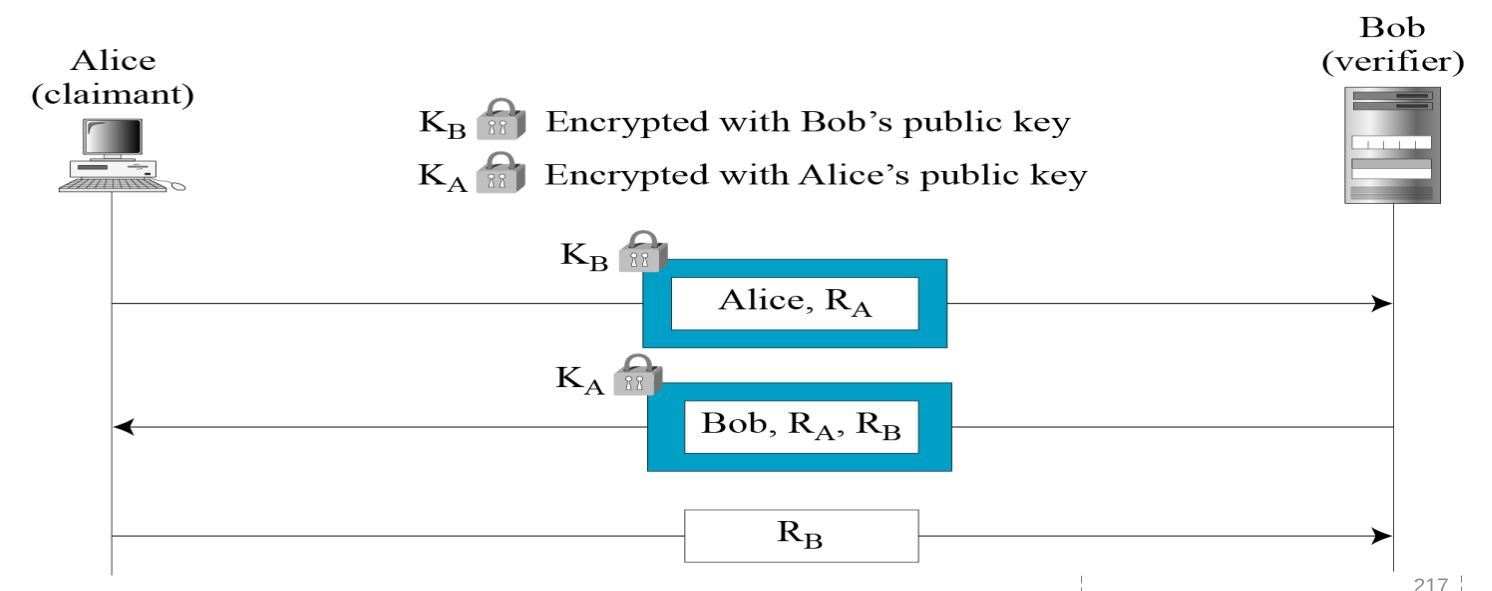 Alice
(claimant)
Bob
(verifier)
K_B Encrypted with Bob's public key
K_A Encrypted with Alice's public key
K_B
Alice, R_A
K_A
Bob, R_A, R_B
R_B
217